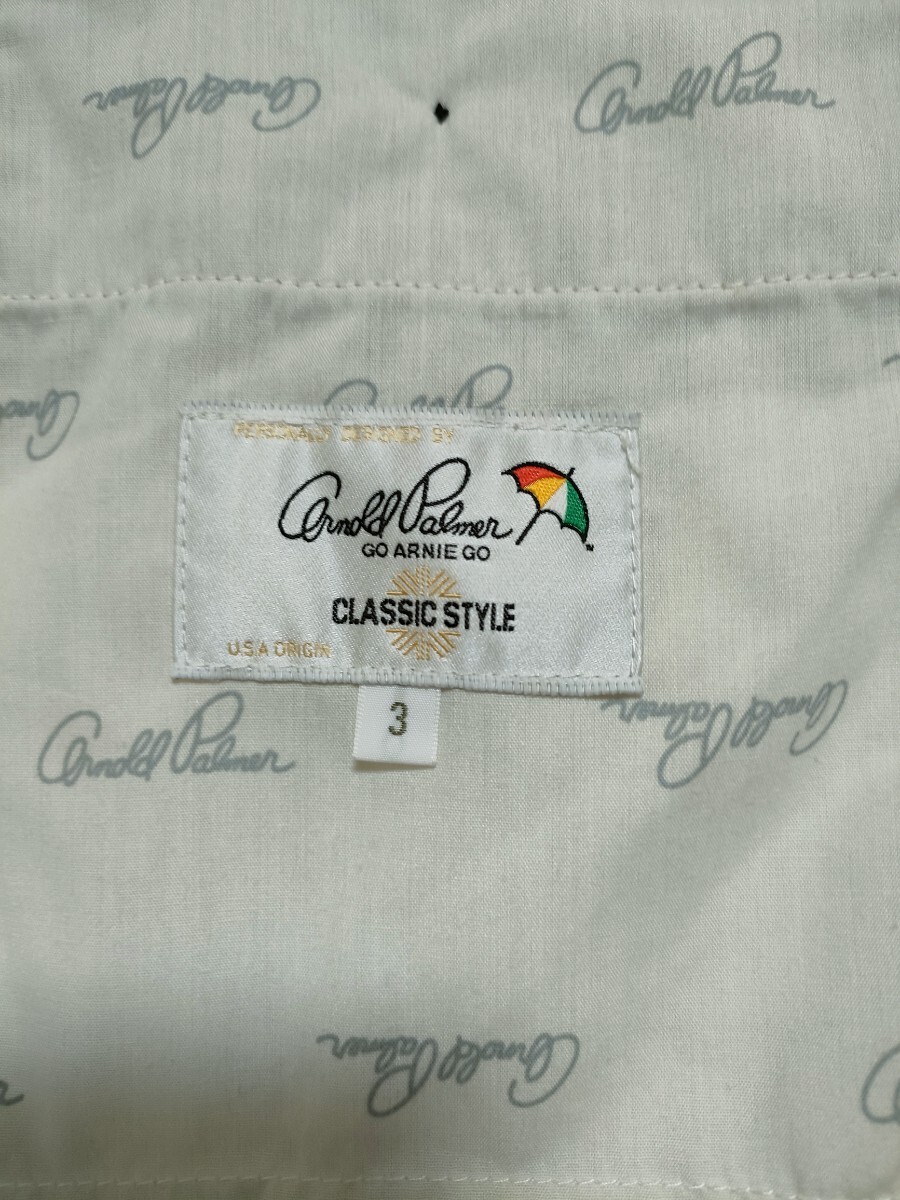 Arnold Palmer
Arnold Palmer
PERSONALLY DESIGNED BY
Arnold Palmer
GO ARNIE GO
CLASSIC STYLE
U.S.A ORIGIN
3
Arnold Palmer
Arnold Palmer
Arnold Palmer